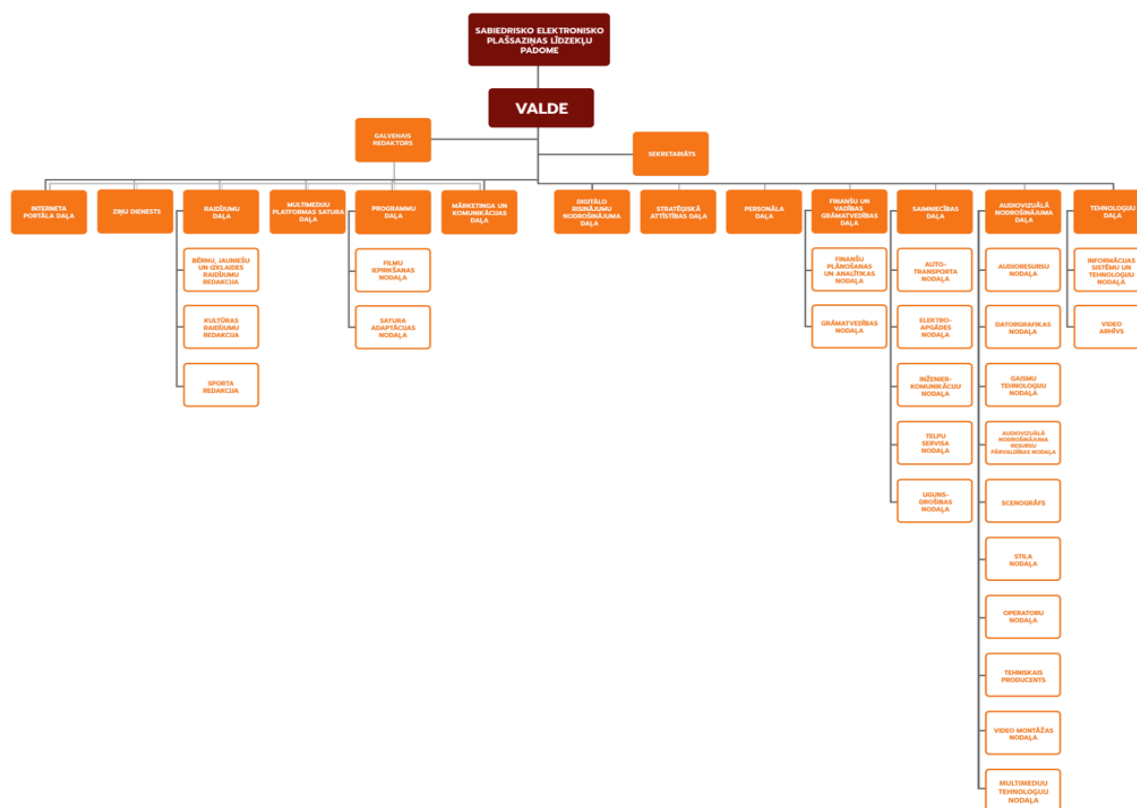 SABIEDRISKO ELEKTRONISKO
PLAŠSAZIŅAS LĪDZEKĻU
PADOME
VALDE
GALVENAIS
REDAKTORS
SEKRETARIĀTS
INTERNETA
PORTĀLA DAĻA
ZIŅU DIENESTS
RAIDĪJUMU
DAĻA
MULTIMEDIJU
PLATFORMAS SATURA
DAĻA
PROGRAMMU
DAĻA
MĀRKETINGA UN
KOMUNIKĀCIJAS
DAĻA
DIGITĀLO
RISINĀJUMU
NODROŠINĀJUMA
DAĻA
STRATĒĢISKĀ
ATTĪSTĪBAS DAĻA
PERSONĀLA
DAĻA
FINANŠU UN
VADĪBAS
GRĀMATVEDĪBAS
DAĻA
SAIMNIECĪBAS
DAĻA
AUDIOVIZUĀLĀ
NODROŠINĀJUMA
DAĻA
TEHNOLOĢIJU
DAĻA
BĒRNU, JAUNIEŠU
UN IZKLAIDES
RAIDĪJUMU
REDAKCIJA
KULTŪRAS
RAIDĪJUMU
REDAKCIJA
SPORTA
REDAKCIJA
FILMU
IEPIRKŠANAS
NODAĻA
SATURA
ADAPTĀCIJAS
NODAĻA
FINANŠU
PLĀNOŠANAS
UN ANALĪTIKAS
NODAĻA
GRĀMATVEDĪBAS
NODAĻA
AUTO-
TRANSPORTA
NODAĻA
ELEKTRO-
APGĀDES
NODAĻA
INŽENIER-
KOMUNIKĀCIJU
NODAĻA
TELPU
SERVISA
NODAĻA
UGUNS-
DROŠĪBAS
NODAĻA
AUDIORESURSU
NODAĻA
DATORGRAFIKAS
NODAĻA
GAISMU
TEHNOLOĢIJU
NODAĻA
AUDIOVIZUĀLĀ
NODROŠINĀJUMA
RESURSU
PĀRVALDĪBAS NODAĻA
SCENOGRĀFS
STILA
NODAĻA
OPERATORU
NODAĻA
TEHNISKAIS
PRODUCENTS
VIDEO MONTĀŽAS
NODAĻA
MULTIMEDIJU
TEHNOLOĢIJU
NODAĻA
INFORMĀCIJAS
SISTĒMU UN
TEHNOLOĢIJU
NODAĻA
VIDEO
ARHĪVS